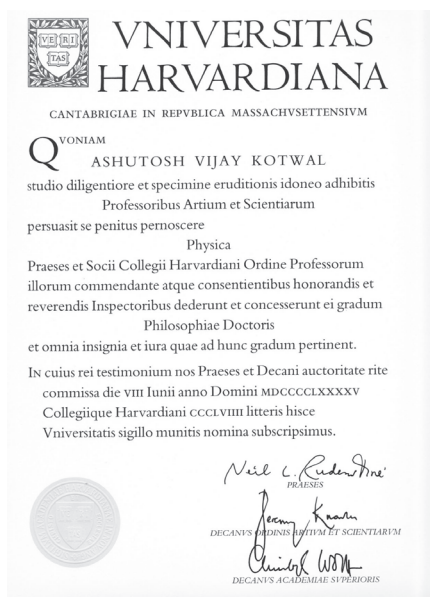 VE RI
TAS
VNIVERSITAS
HARVARDIANA
CANTABRIGIAE IN REPVBLICA MASSACHVSETTENSIVM
QVONIAM
ASHUTOSH VIJAY KOTWAL
studio diligentiore et specimine eruditionis idoneo adhibitis
Professoribus Artium et Scientiarum
persuasit se penitus pernoscere
Physica
Praeses et Socii Collegii Harvardiani Ordine Professorum
illorum commendante atque consentientibus honorandis et
reverendis Inspectoribus dederunt et concesserunt ei gradum
Philosophiae Doctoris
et omnia insignia et iura quae ad hunc gradum pertinent.
In cuius rei testimonium nos Praeses et Decani auctoritate rite
commissa die VIII Iunii anno Domini MDCCCCLXXXXV
Collegiique Harvardiani CCCLVIIII litteris hisce
Vniversitatis sigillo munitis nomina subscripsimus.
Neil L. Rudenstine
PRAESES
Jeremy Knowles
DECANVS ORDINIS ARTIVM ET SCIENTIARVM
DECANVS ACADEMIAE SVPERIORIS